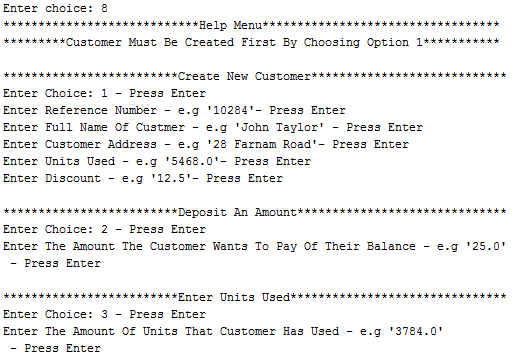 Enter choice: 8
****************************Help Menu**********************************
*********Customer Must Be Created First By Choosing Option 1***********
*************************Create New Customer****************************
Enter Choice: 1 - Press Enter
Enter Reference Number - e.g '10284'- Press Enter
Enter Full Name Of Custmer - e.g 'John Taylor' - Press Enter
Enter Customer Address - e.g '28 Farnam Road'- Press Enter
Enter Units Used - e.g '5468.0'- Press Enter
Enter Discount - e.g '12.5'- Press Enter
*************************Deposit An Amount******************************
Enter Choice: 2 - Press Enter
Enter The Amount The Customer Wants To Pay Of Their Balance - e.g '25.0'
 - Press Enter
*************************Enter Units Used*******************************
Enter Choice: 3 - Press Enter
Enter The Amount Of Units That Customer Has Used - e.g '3784.0'
 - Press Enter